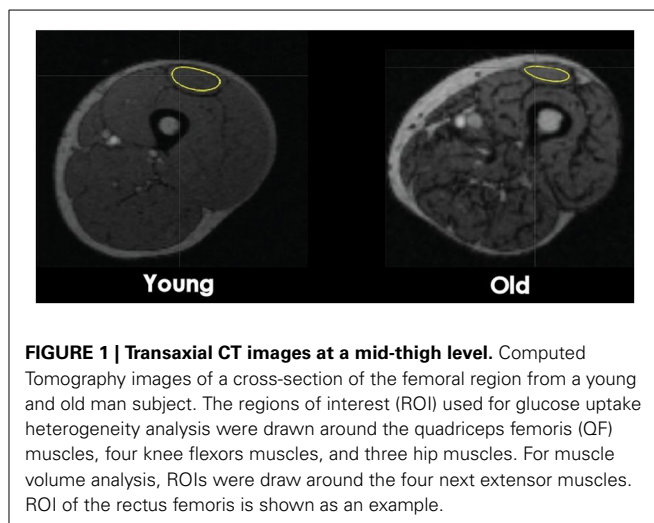 Young
Old
FIGURE 1 | Transaxial CT images at a mid-thigh level. Computed
Tomography images of a cross-section of the femoral region from a young
and old man subject. The regions of interest (ROI) used for glucose uptake
heterogeneity analysis were drawn around the quadriceps femoris (QF)
muscles, four knee flexors muscles, and three hip muscles. For muscle
volume analysis, ROIs were draw around the four next extensor muscles.
ROI of the rectus femoris is shown as an example.